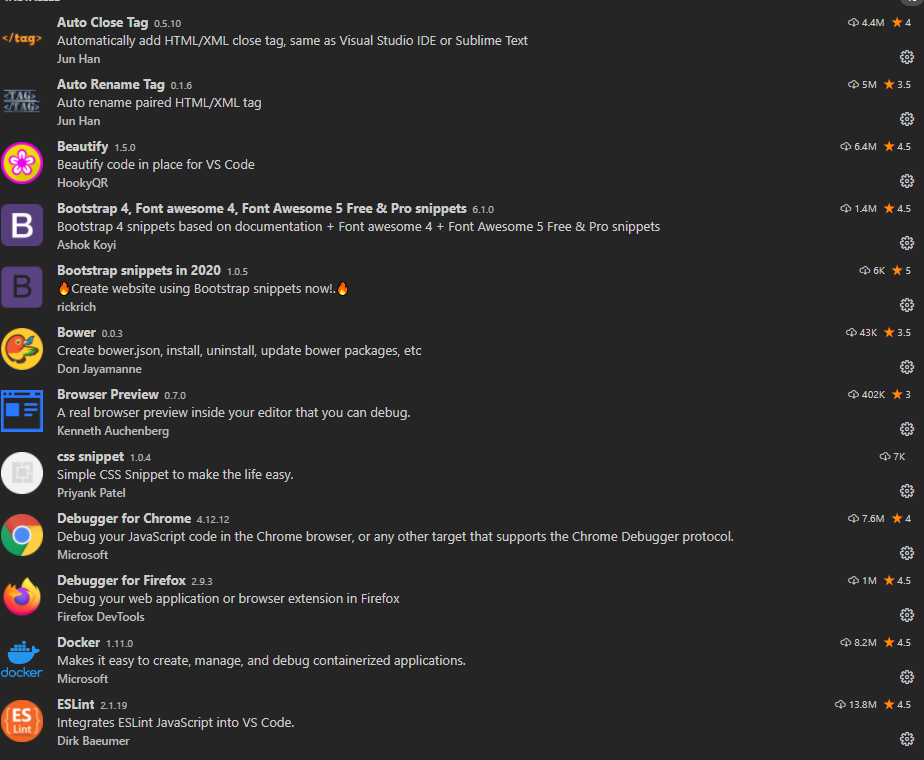 </tag>
Auto Close Tag 0.5.10 4.4M ★ 4
Automatically add HTML/XML close tag, same as Visual Studio IDE or Sublime Text
Jun Han
<TAG>
</TAG>
Auto Rename Tag 0.1.6 5M ★ 3.5
Auto rename paired HTML/XML tag
Jun Han
Beautify 1.5.0 6.4M ★ 4.5
Beautify code in place for VS Code
HookyQR
B
Bootstrap 4, Font awesome 4, Font Awesome 5 Free & Pro snippets 6.1.0 1.4M ★ 4.5
Bootstrap 4 snippets based on documentation + Font awesome 4 + Font Awesome 5 Free & Pro snippets
Ashok Koyi
B
Bootstrap snippets in 2020 1.0.5 6K ★ 5
🔥Create website using Bootstrap snippets now!.🔥
rickrich
Bower 0.0.3 43K ★ 3.5
Create bower.json, install, uninstall, update bower packages, etc
Don Jayamanne
Browser Preview 0.7.0 402K ★ 3
A real browser preview inside your editor that you can debug.
Kenneth Auchenberg
css snippet 1.0.4 7K
Simple CSS Snippet to make the life easy.
Priyank Patel
Debugger for Chrome 4.12.12 7.6M ★ 4
Debug your JavaScript code in the Chrome browser, or any other target that supports the Chrome Debugger protocol.
Microsoft
Debugger for Firefox 2.9.3 1M ★ 4.5
Debug your web application or browser extension in Firefox
Firefox DevTools
docker
Docker 1.11.0 8.2M ★ 4.5
Makes it easy to create, manage, and debug containerized applications.
Microsoft
ES
Lint
ESLint 2.1.19 13.8M ★ 4.5
Integrates ESLint JavaScript into VS Code.
Dirk Baeumer